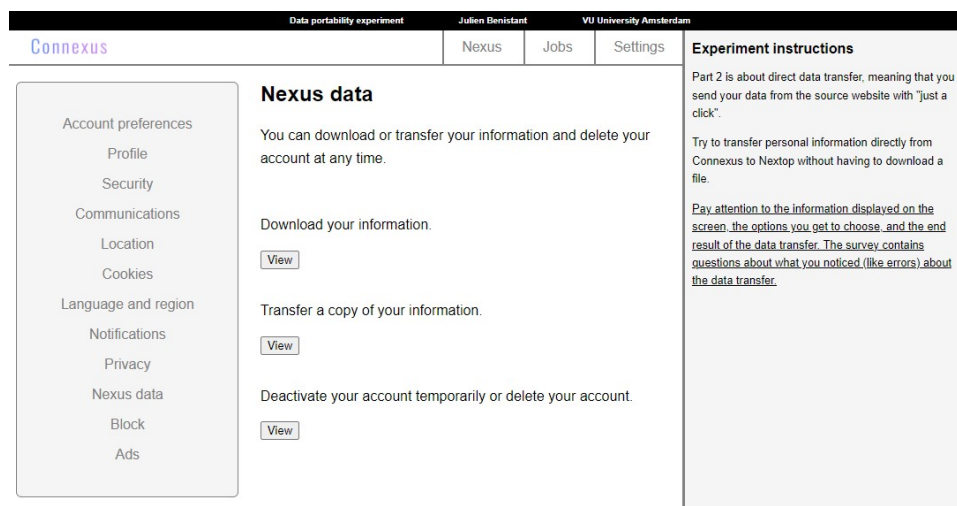 Data portability experiment Julien Benistant VU University Amsterdam
Connexus
Nexus Jobs Settings
Account preferences
Profile
Security
Communications
Location
Cookies
Language and region
Notifications
Privacy
Nexus data
Block
Ads
Nexus data
You can download or transfer your information and delete your
account at any time.
Download your information.
View
Transfer a copy of your information.
View
Deactivate your account temporarily or delete your account.
View
Experiment instructions
Part 2 is about direct data transfer, meaning that you
send your data from the source website with "just a
click".
Try to transfer personal information directly from
Connexus to Nextop without having to download a
file.
Pay attention to the information displayed on the
screen, the options you get to choose, and the end
result of the data transfer. The survey contains
questions about what you noticed (like errors) about
the data transfer.